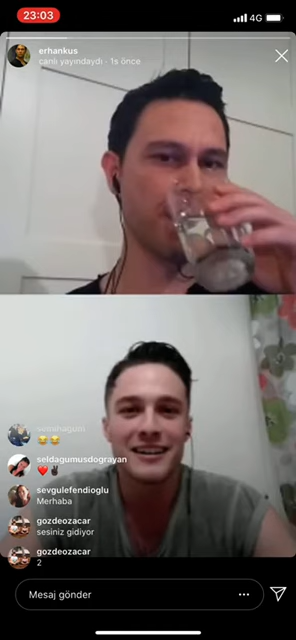 23:03
4G
erhankus
canlı yayındaydı · 1s önce
😂😂
seldagumusdograyan
❤️✌🏿
sevgulefendioglu
Merhaba
gozdeozacar
sesiniz gidiyor
gozdeozacar
2
Mesaj gönder